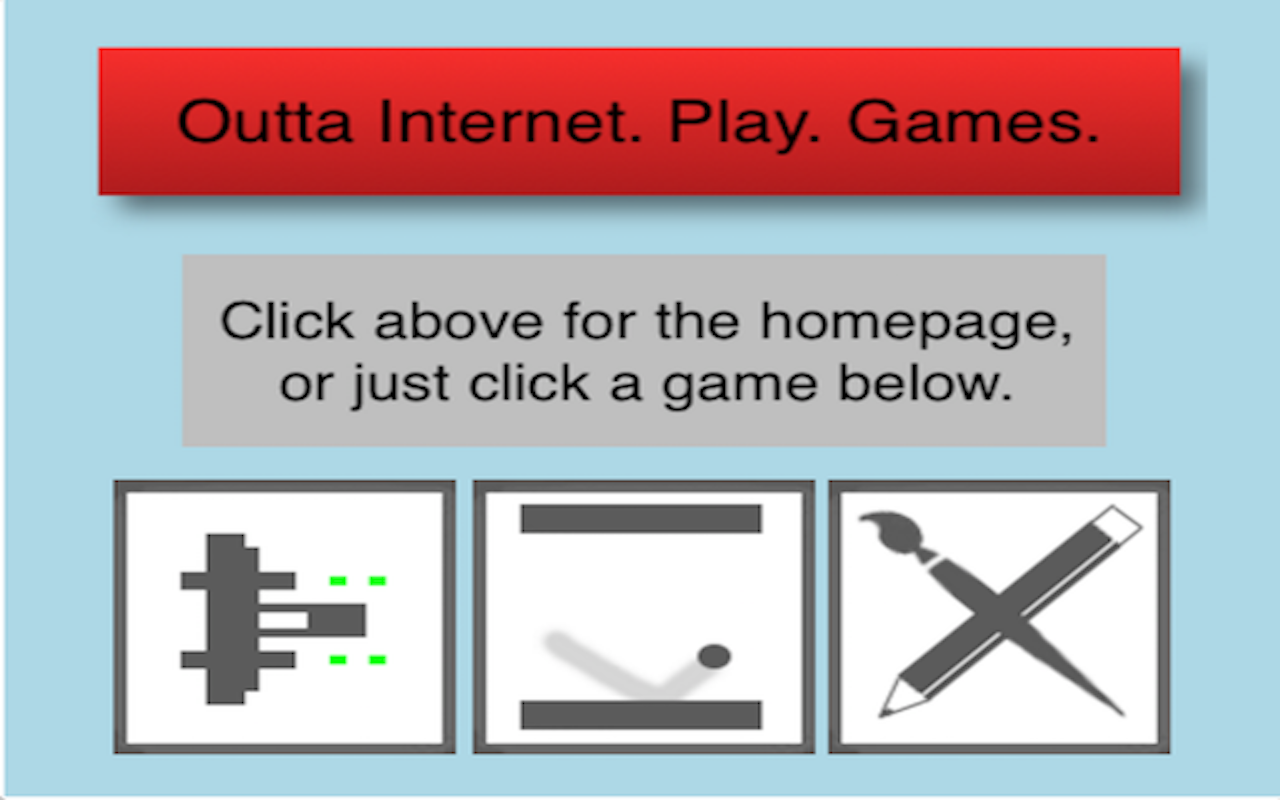 Outta Internet. Play. Games.
Click above for the homepage,
or just click a game below.